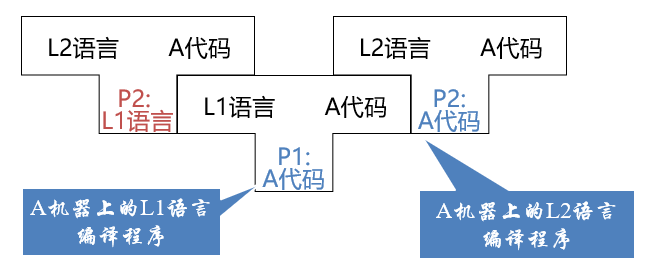 L2语言 A代码 L2语言 A代码
P2:
L1语言
L1语言 A代码
P2:
A代码
P1:
A代码
A机器上的L1语言
编译程序
A机器上的L2语言
编译程序